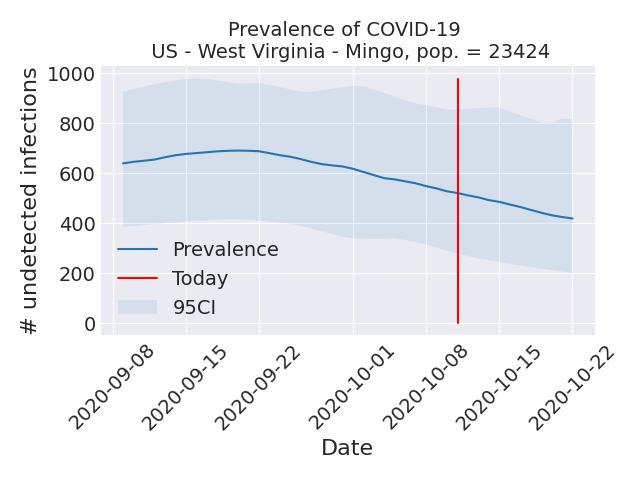 Prevalence of COVID-19
US - West Virginia - Mingo, pop. = 23424
# undetected infections
1000
800
600
400
200
0
Prevalence
Today
95CI
2020-09-08
2020-09-15
2020-09-22
2020-10-01
2020-10-08
2020-10-15
2020-10-22
Date